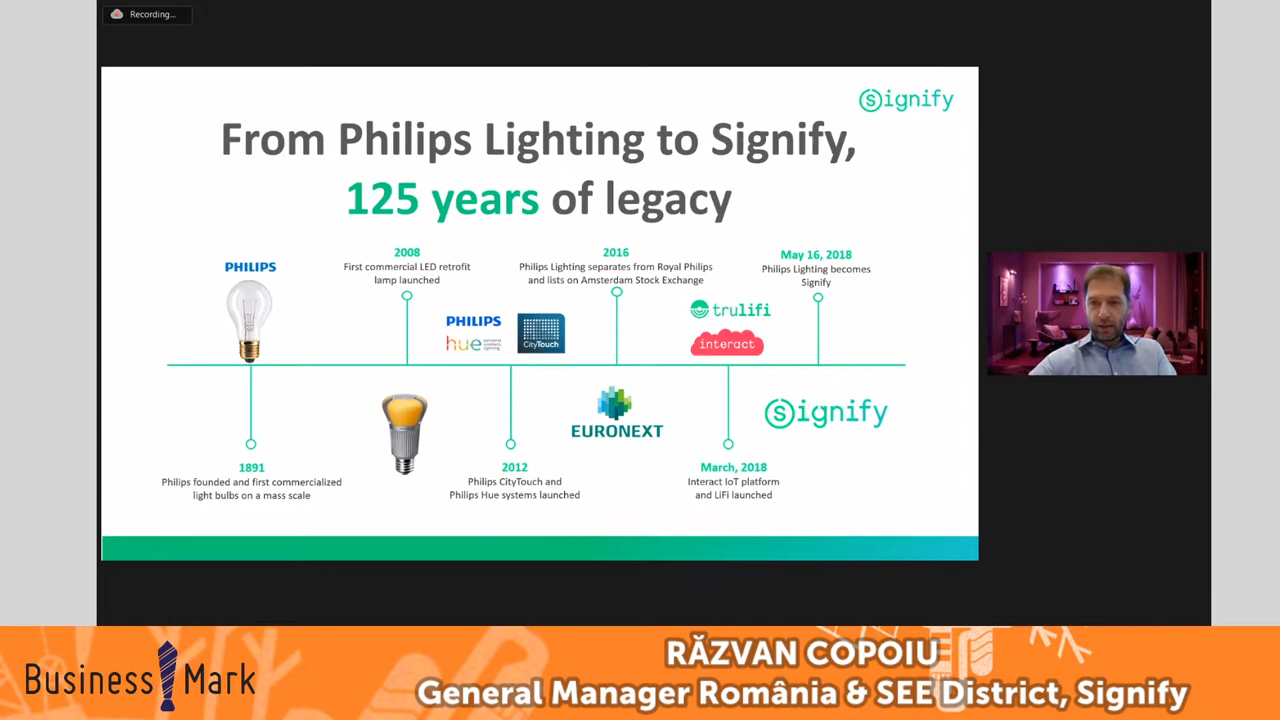 Recording...
signify
From Philips Lighting to Signify,
125 years of legacy
PHILIPS
2008
First commercial LED retrofit
lamp launched
2016
Philips Lighting separates from Royal Philips
and lists on Amsterdam Stock Exchange
May 16, 2018
Philips Lighting becomes
Signify
PHILIPS
hue
CityTouch
trulifi
interact
EURONEXT
signify
1891
Philips founded and first commercialized
light bulbs on a mass scale
2012
Philips CityTouch and
Philips Hue systems launched
March, 2018
Interact IoT platform
and LiFi launched
Business Mark
RĂZVAN COPOIU
General Manager România & SEE District, Signify